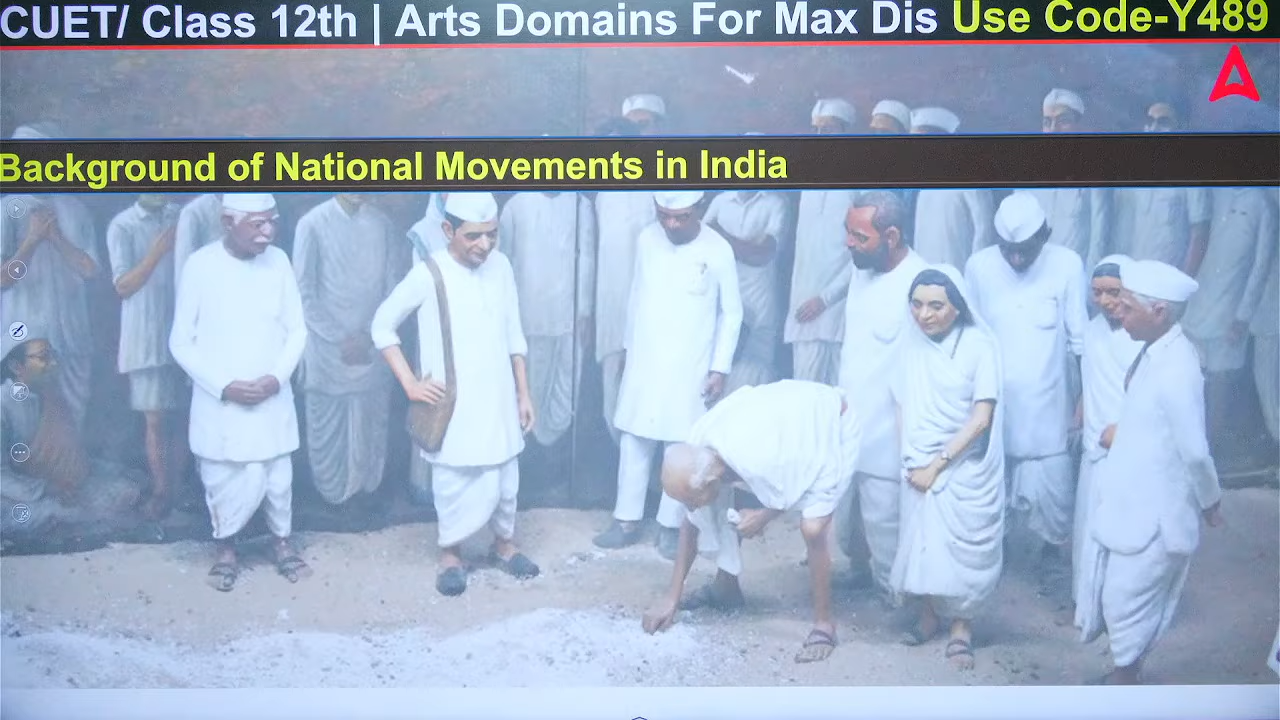 CUET/ Class 12th | Arts Domains For Max Dis Use Code-Y489
Background of National Movements in India